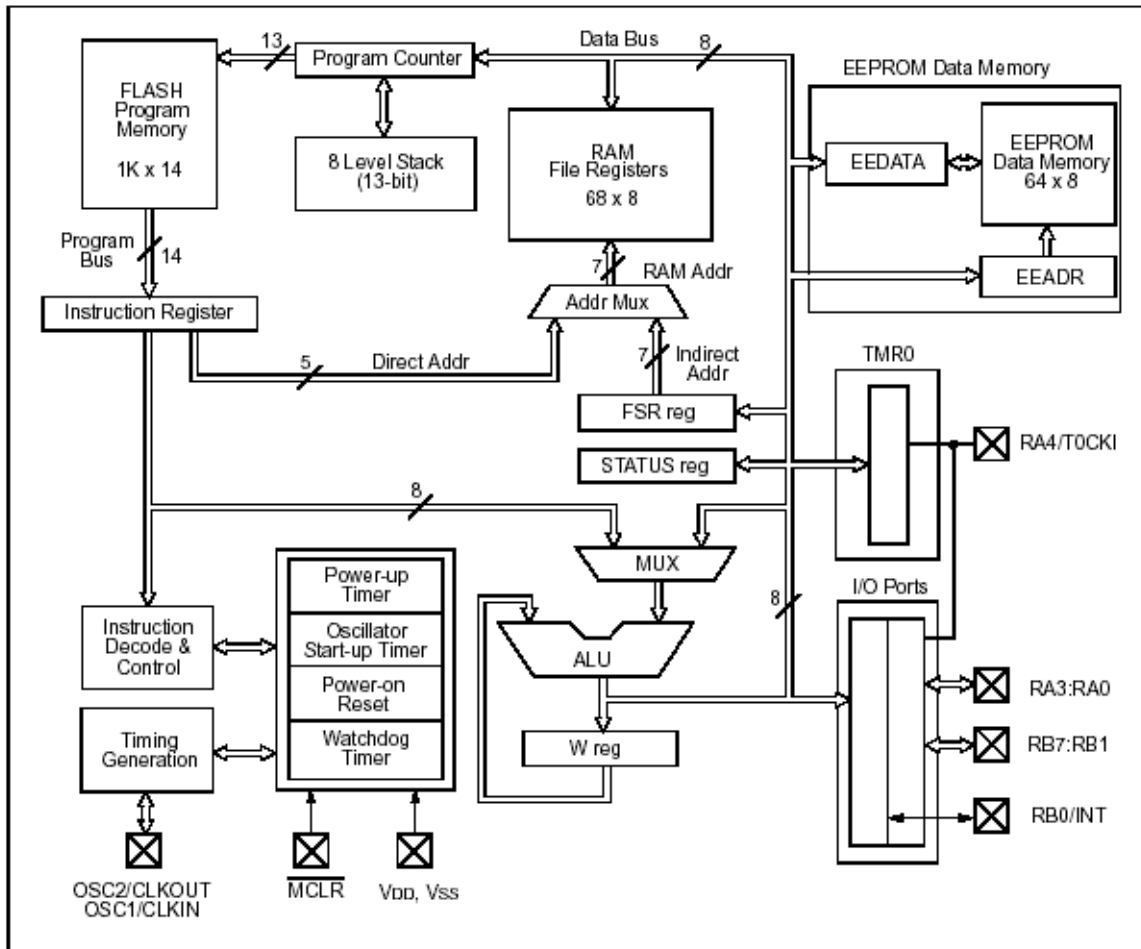 13
Program Counter
Data Bus
8
EEPROM Data Memory
FLASH
Program
Memory
1K x 14
8 Level Stack
(13-bit)
RAM
File Registers
68 x 8
EEDATA
EEPROM
Data Memory
64 x 8
Program
Bus
14
7
RAM Addr
EEADR
Instruction Register
Addr Mux
5
Direct Addr
7
Indirect
Addr
TMR0
FSR reg
RA4/T0CKI
STATUS reg
8
MUX
Power-up
Timer
8
I/O Ports
Instruction
Decode &
Control
Oscillator
Start-up Timer
ALU
Power-on
Reset
RA3:RA0
Timing
Generation
Watchdog
Timer
W reg
RB7:RB1
RB0/INT
OSC2/CLKOUT
OSC1/CLKIN
MCLR
VDD, VSS